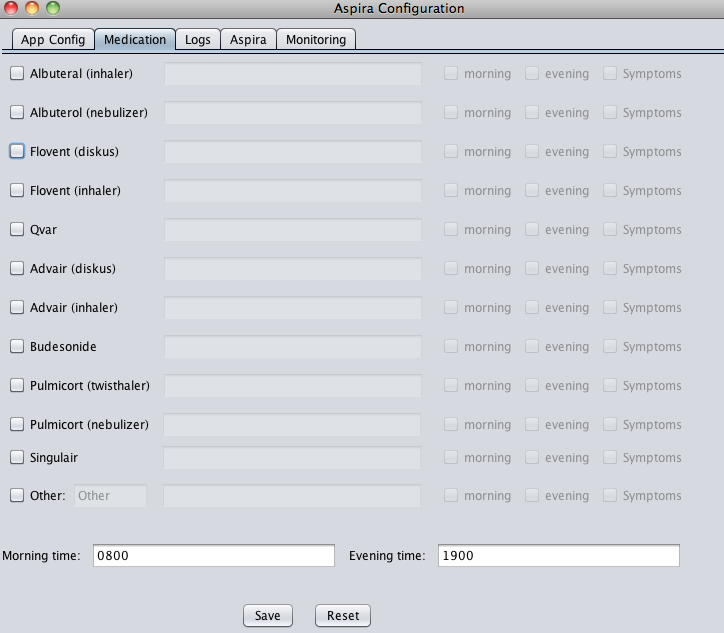 Aspira Configuration
App Config Medication Logs Aspira Monitoring
Albuteral (inhaler) morning evening Symptoms
Albuterol (nebulizer) morning evening Symptoms
Flovent (diskus) morning evening Symptoms
Flovent (inhaler) morning evening Symptoms
Qvar morning evening Symptoms
Advair (diskus) morning evening Symptoms
Advair (inhaler) morning evening Symptoms
Budesonide morning evening Symptoms
Pulmicort (twisthaler) morning evening Symptoms
Pulmicort (nebulizer) morning evening Symptoms
Singulair morning evening Symptoms
Other: Other morning evening Symptoms
Morning time: 0800 Evening time: 1900
Save Reset